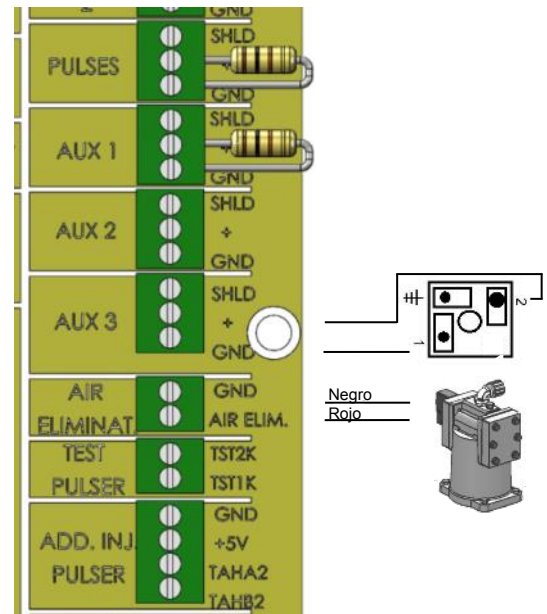 GND
PULSES
SHLD
+
GND
AUX 1
SHLD
+
GND
AUX 2
SHLD
+
GND
AUX 3
SHLD
+
GND
AIR
ELIMINAT.
GND
AIR ELIM.
TEST
PULSER
TST2K
TST1K
ADD. INJ.
PULSER
GND
+5V
TAHA2
TAHB2
2
1
Negro
Rojo